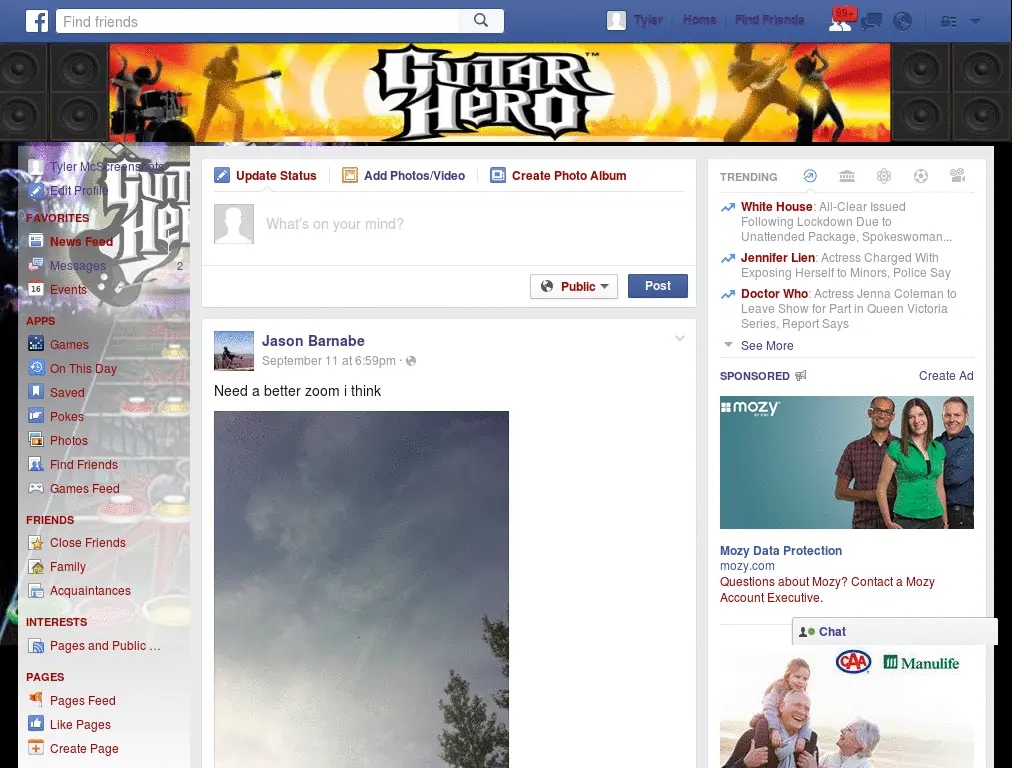 Find friends
Tyler
Home
Find Friends
99+
GUITAR HERO™
Tyler McScreenshots
Edit Profile
FAVORITES
News Feed
Messages
2
16
Events
APPS
Games
On This Day
Saved
Pokes
Photos
Find Friends
Games Feed
FRIENDS
Close Friends
Family
Acquaintances
INTERESTS
Pages and Public ...
PAGES
Pages Feed
Like Pages
Create Page
Update Status
Add Photos/Video
Create Photo Album
What's on your mind?
Public
Post
Jason Barnabe
September 11 at 6:59pm ·
Need a better zoom i think
TRENDING
White House: All-Clear Issued
Following Lockdown Due to
Unattended Package, Spokeswoman...
Jennifer Lien: Actress Charged With
Exposing Herself to Minors, Police Say
Doctor Who: Actress Jenna Coleman to
Leave Show for Part in Queen Victoria
Series, Report Says
See More
SPONSORED
Create Ad
mozy
Mozy Data Protection
mozy.com
Questions about Mozy? Contact a Mozy
Account Executive.
Chat
CAA
Manulife